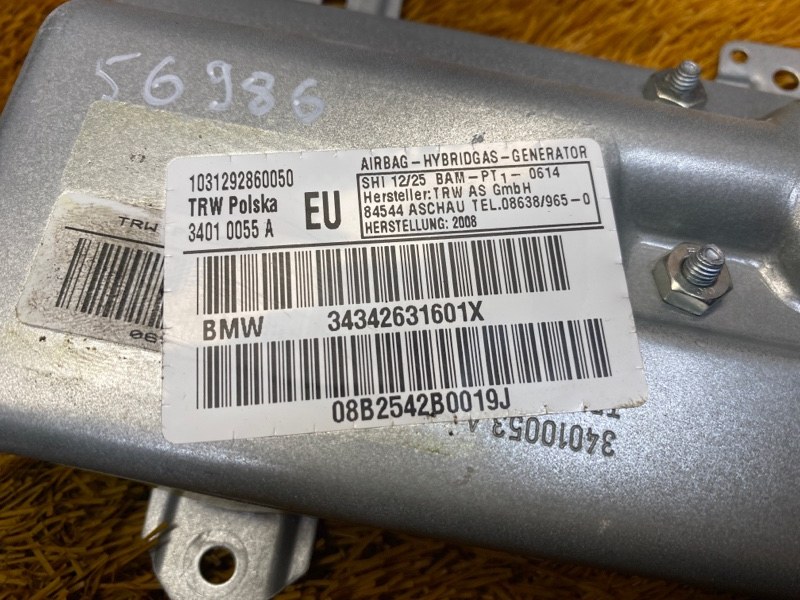 56986
AIRBAG-HYBRIDGAS-GENERATOR
1031292860050
TRW Polska
3401 0055 A
EU
SHI 12/25 BAM-PT1- 0614
Hersteller: TRW AS GmbH
84544 ASCHAU TEL.08638/965-0
HERSTELLUNG: 2008
TRW
BMW 34342631601X
08B2542B0019J
34010053 A